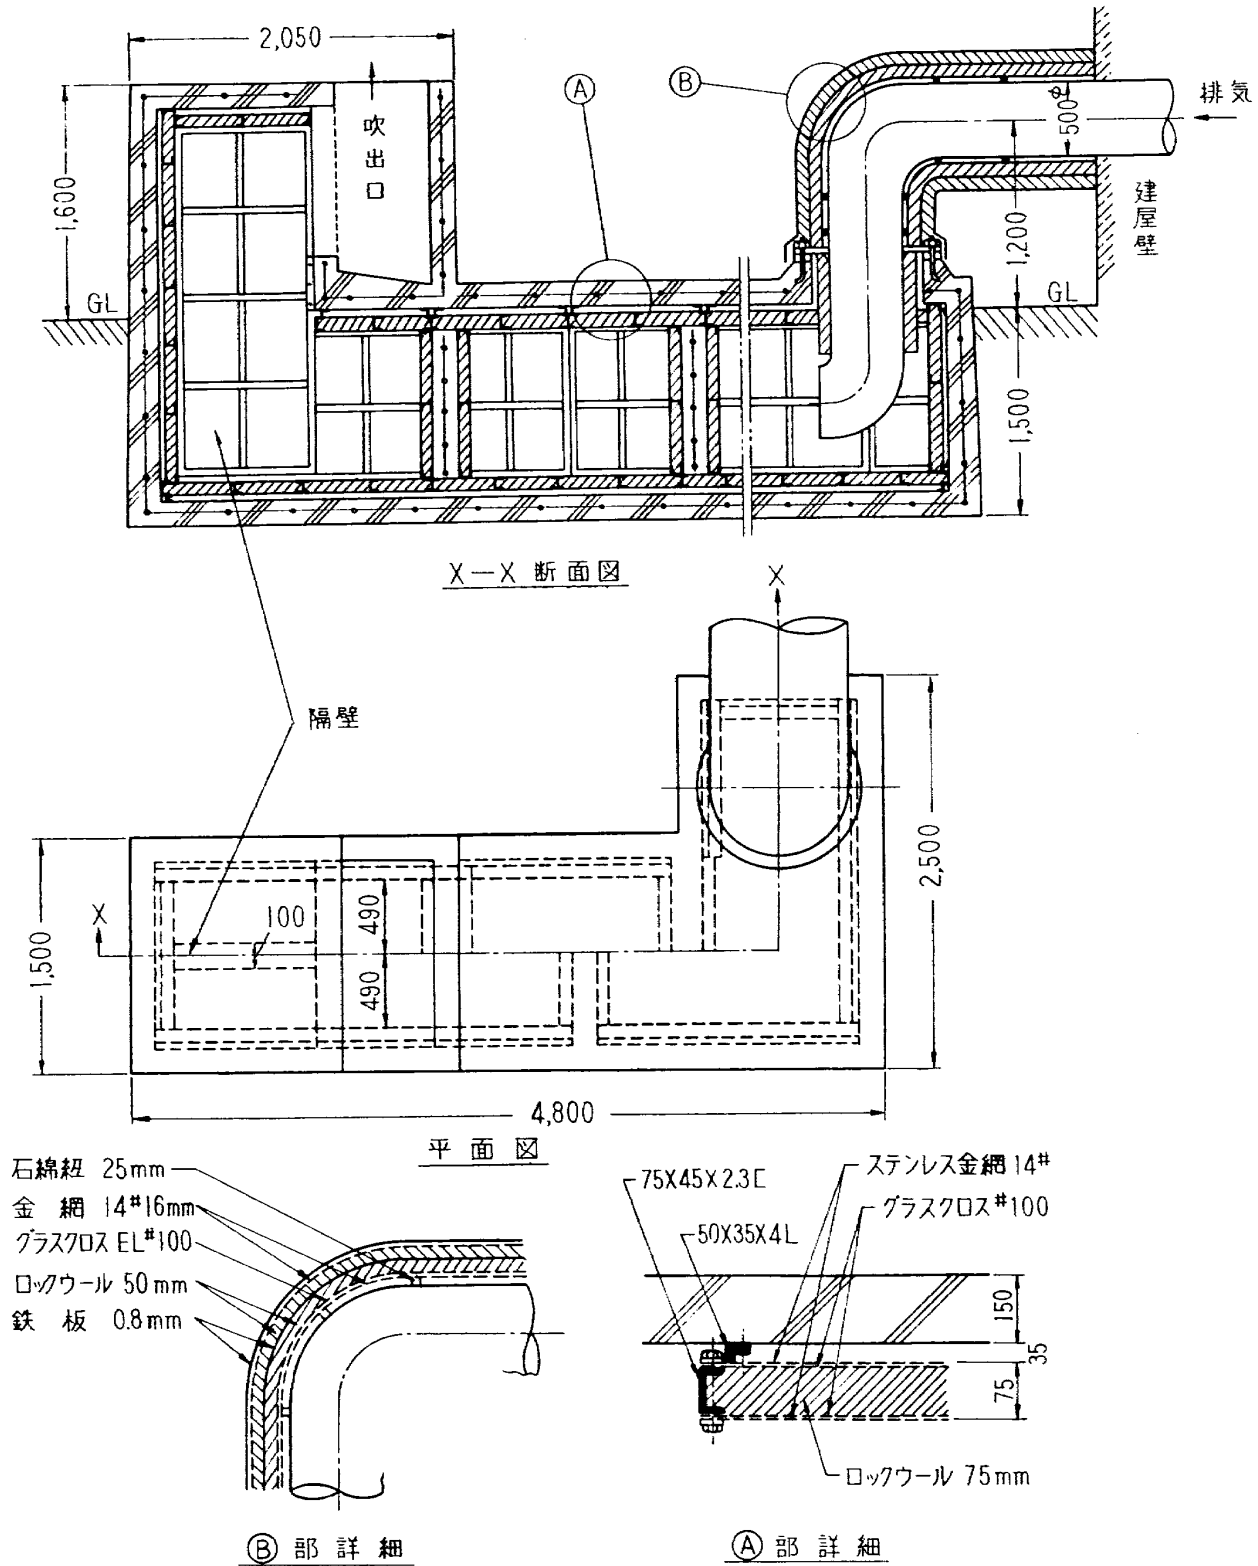 2,050
吹出口
A
B
500φ
排気
1,600
1,200
建屋壁
GL
GL
1,500
X—X 断面図
X
隔壁
2,500
1,500
X
100
490
490
4,800
平面図
石綿紐 25mm
金網 14#16mm
グラスクロス EL#100
ロックウール 50mm
鉄板 0.8mm
B 部詳細
75X45X2.3E
50X35X4L
ステンレス金網14#
グラスクロス#100
150
35
75
ロックウール 75mm
A 部詳細